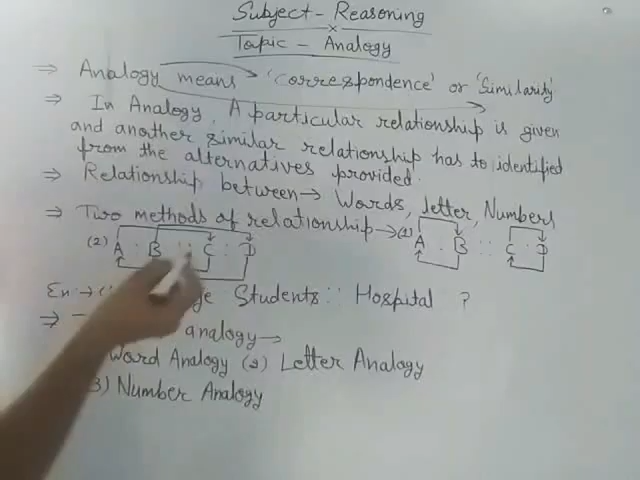 Subject - Reasoning
Topic - Analogy
⇒ Analogy means → 'Correspondence' or 'Similarity'
⇒ In Analogy, A particular relationship is given
and another similar relationship has to identified
from the alternatives provided.
⇒ Relationship between → Words, letter, Numbers
⇒ Two methods of relationship → (1) A : B :: C : D
(2) A : B :: C : D
Ex → Students :: Hospital ?
⇒ analogy →
Word Analogy (2) Letter Analogy
3) Number Analogy